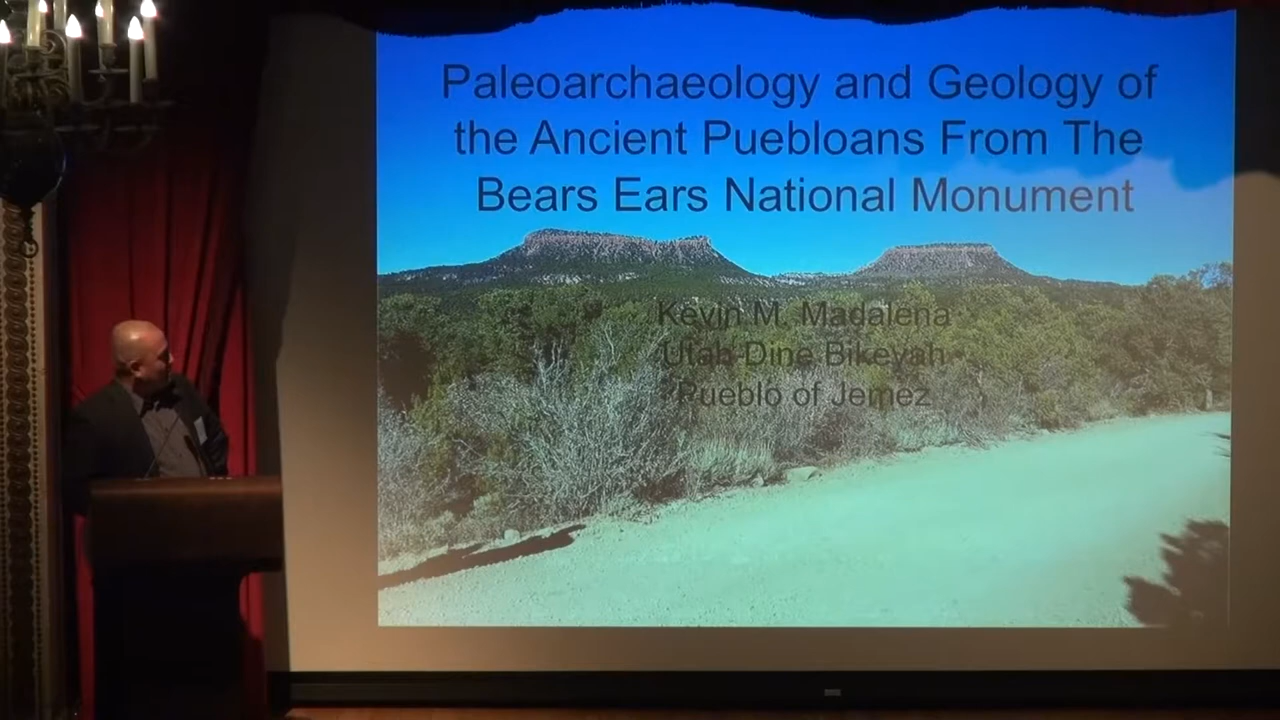 Paleoarchaeology and Geology of
the Ancient Puebloans From The
Bears Ears National Monument
Kevin M. Madalena
Utah Dine Bikeyah
Pueblo of Jemez